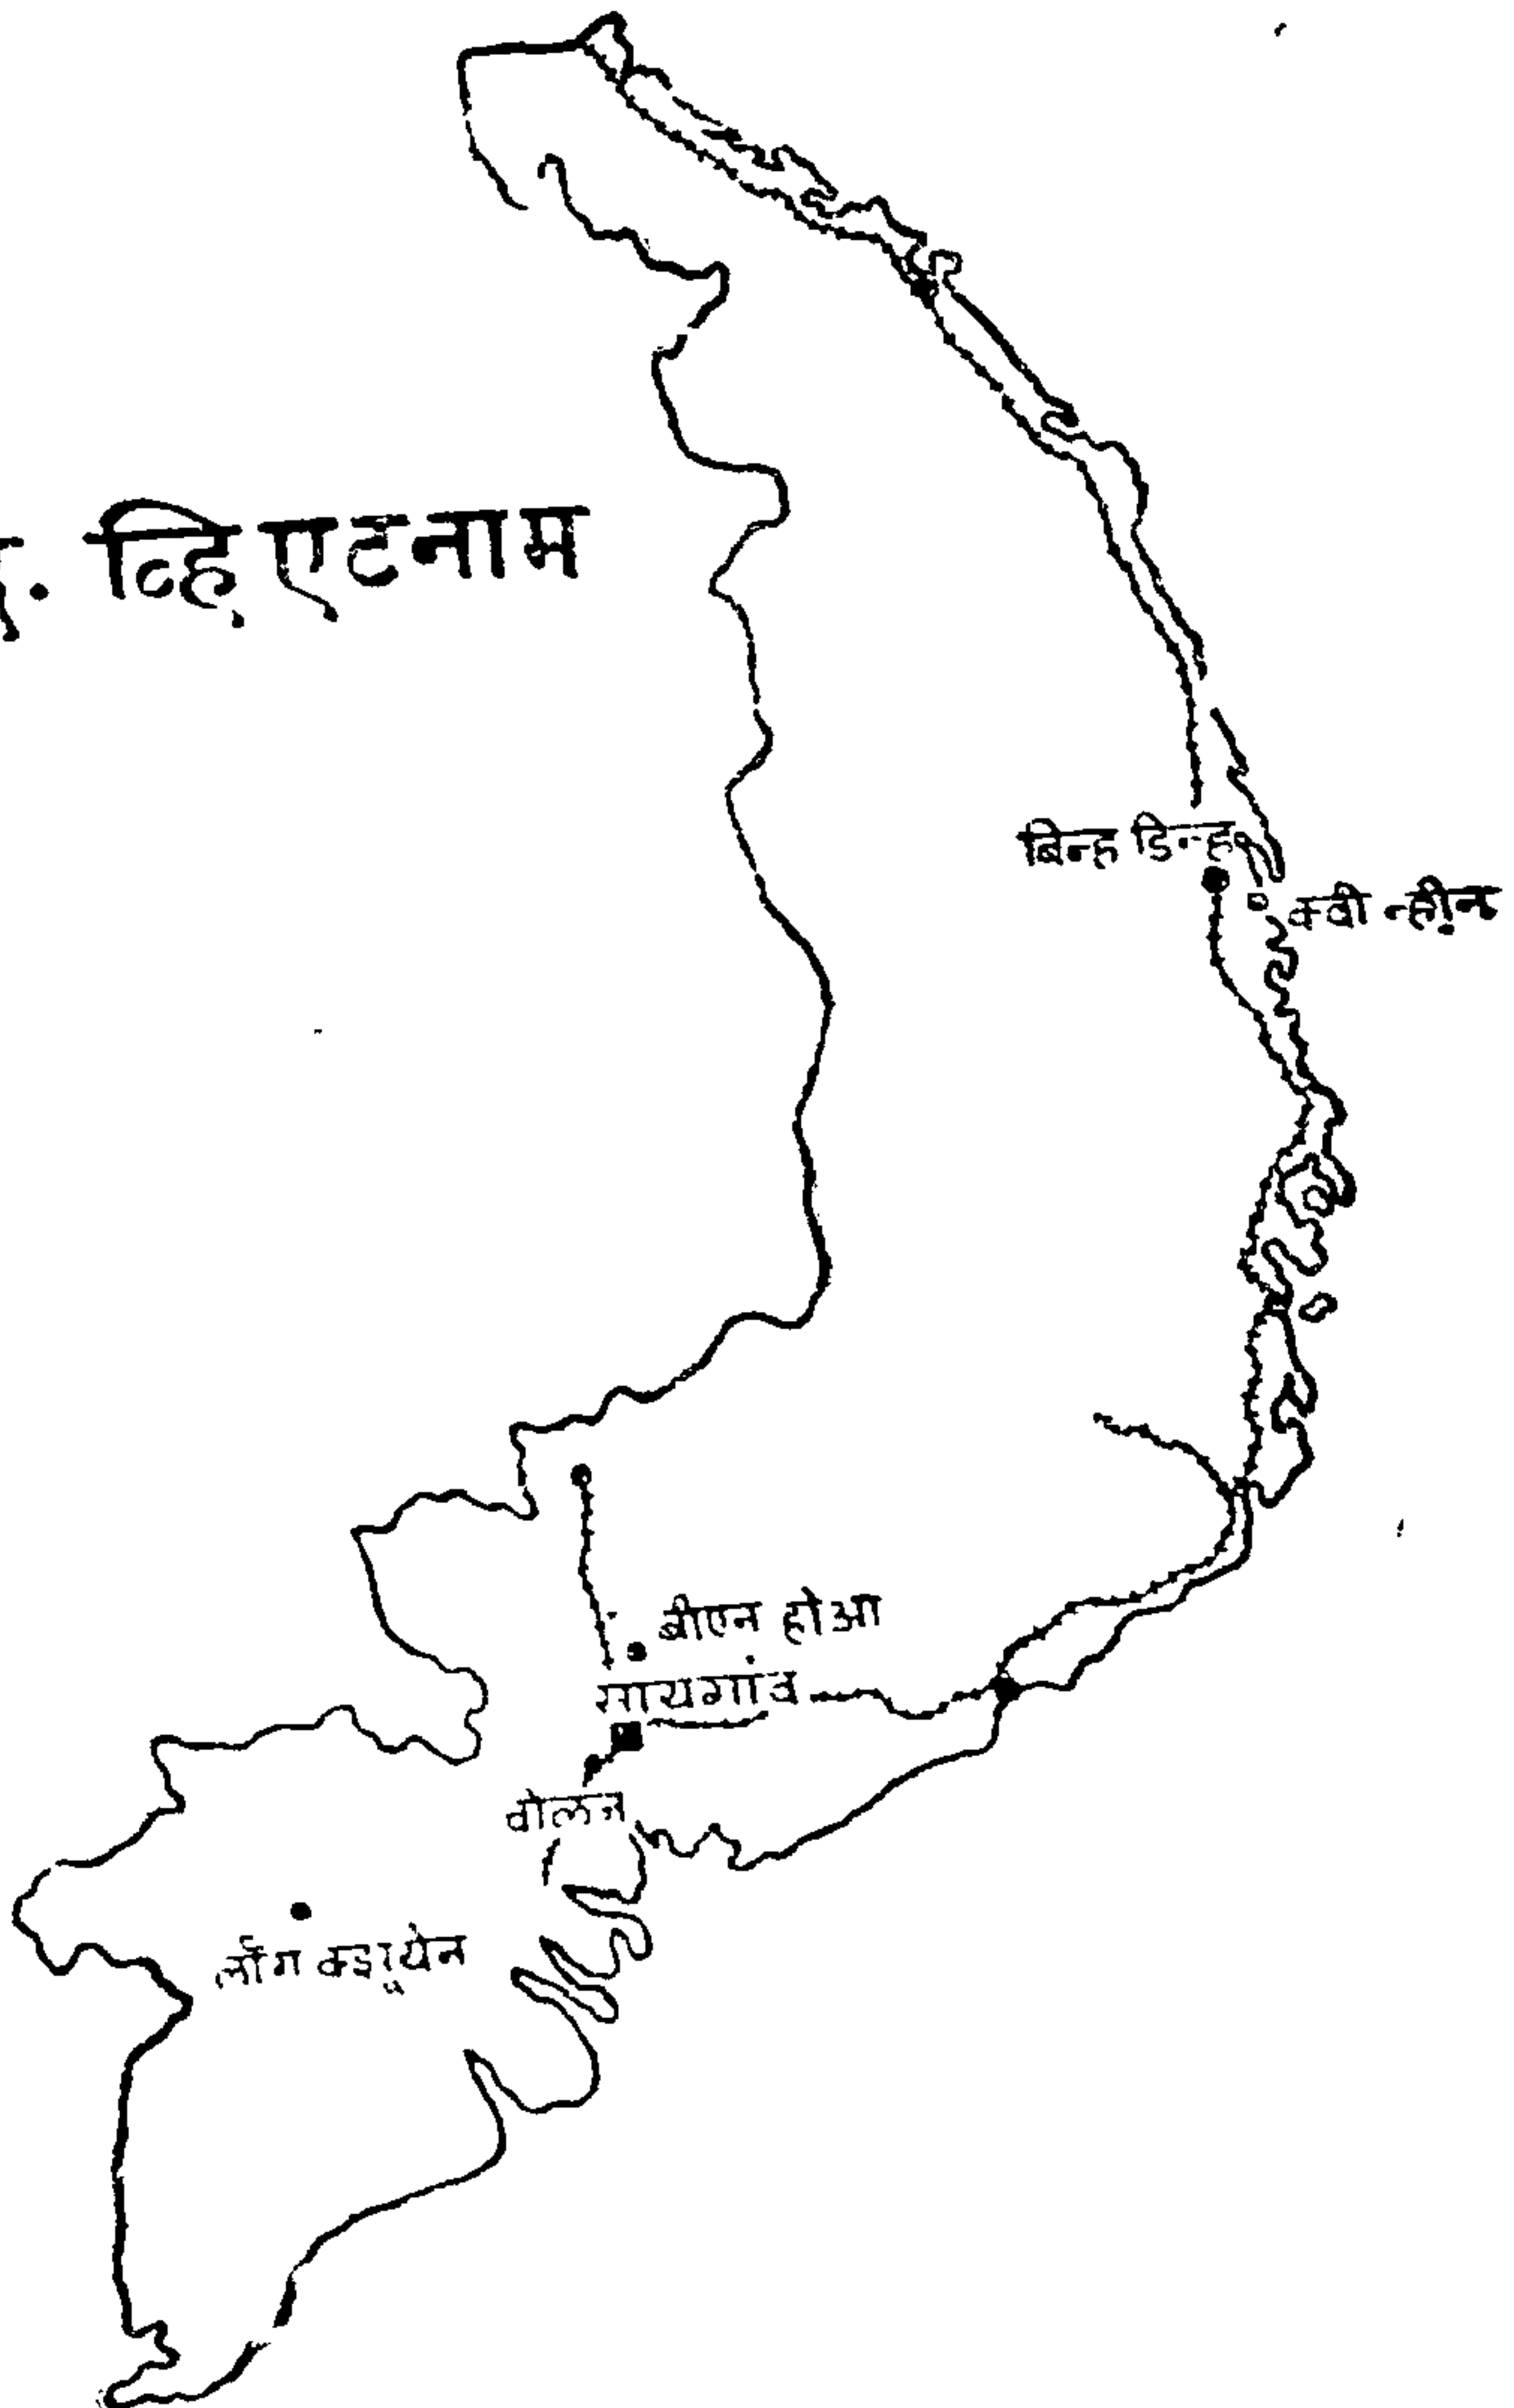 . व्हिएटनाम
बिन्ह डिन्ह
क्वी न्हौन
बीएन होआ
सायगांव
चोलन
लाँग क्झुयेन